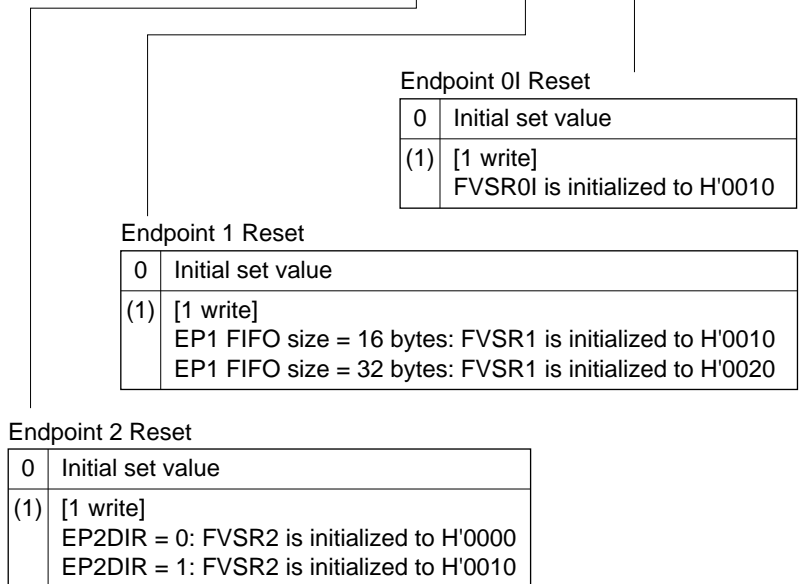 Endpoint 0I Reset
0 Initial set value
(1) [1 write]
FVSR0I is initialized to H'0010
Endpoint 1 Reset
0 Initial set value
(1) [1 write]
EP1 FIFO size = 16 bytes: FVSR1 is initialized to H'0010
EP1 FIFO size = 32 bytes: FVSR1 is initialized to H'0020
Endpoint 2 Reset
0 Initial set value
(1) [1 write]
EP2DIR = 0: FVSR2 is initialized to H'0000
EP2DIR = 1: FVSR2 is initialized to H'0010